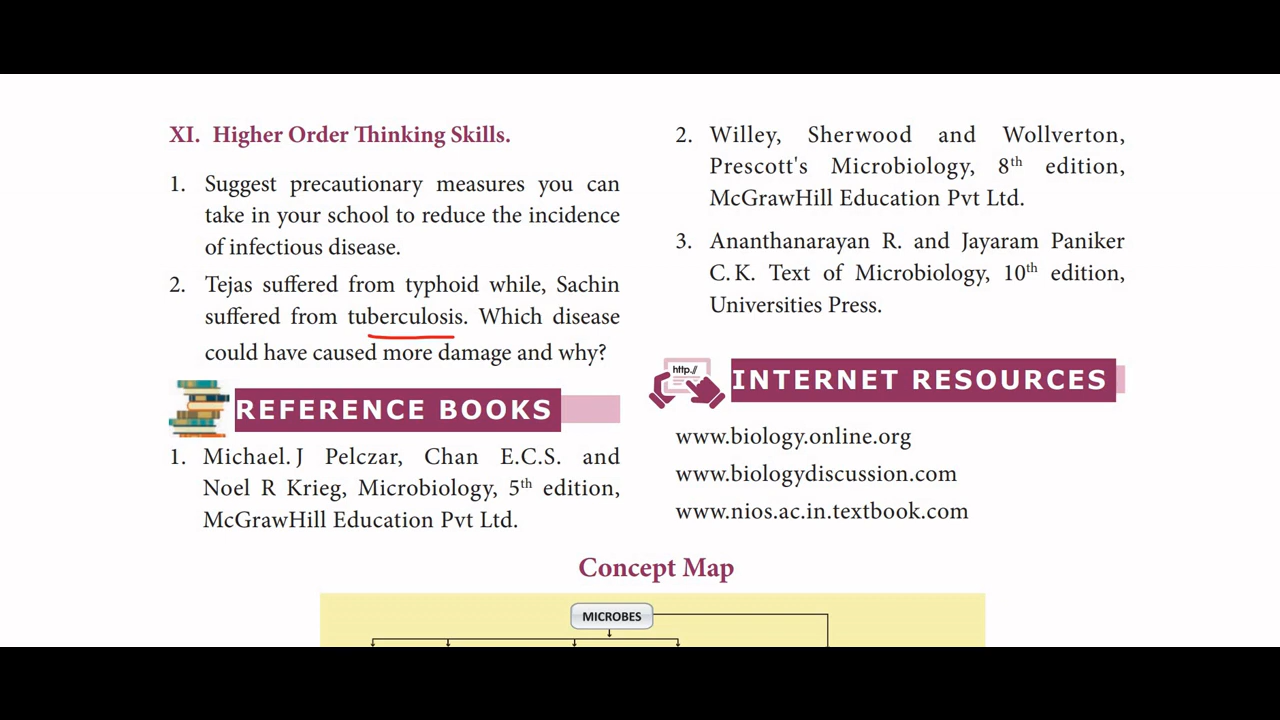 XI. Higher Order Thinking Skills.
1. Suggest precautionary measures you can
take in your school to reduce the incidence
of infectious disease.
2. Tejas suffered from typhoid while, Sachin
suffered from tuberculosis. Which disease
could have caused more damage and why?
REFERENCE BOOKS
1. Michael. J Pelczar, Chan E.C.S. and
Noel R Krieg, Microbiology, 5th edition,
McGrawHill Education Pvt Ltd.
2. Willey, Sherwood and Wollverton,
Prescott's Microbiology, 8th edition,
McGrawHill Education Pvt Ltd.
3. Ananthanarayan R. and Jayaram Paniker
C. K. Text of Microbiology, 10th edition,
Universities Press.
http://
INTERNET RESOURCES
www.biology.online.org
www.biologydiscussion.com
www.nios.ac.in.textbook.com
Concept Map
MICROBES